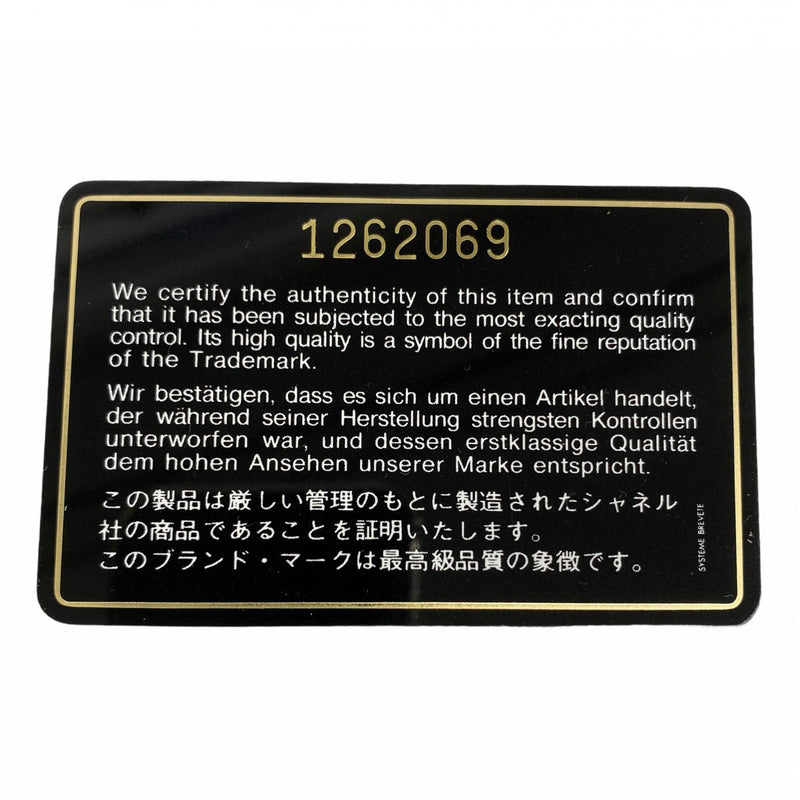 1262069
We certify the authenticity of this item and confirm
that it has been subjected to the most exacting quality
control. Its high quality is a symbol of the fine reputation
of the Trademark.
Wir bestätigen, dass es sich um einen Artikel handelt,
der während seiner Herstellung strengsten Kontrollen
unterworfen war, und dessen erstklassige Qualität
dem hohen Ansehen unserer Marke entspricht.
この製品は厳しい管理のもとに製造されたシャネル
社の商品であることを証明いたします。
このブランド・マークは最高級品質の象徴です。
SYSTEME BREVETE